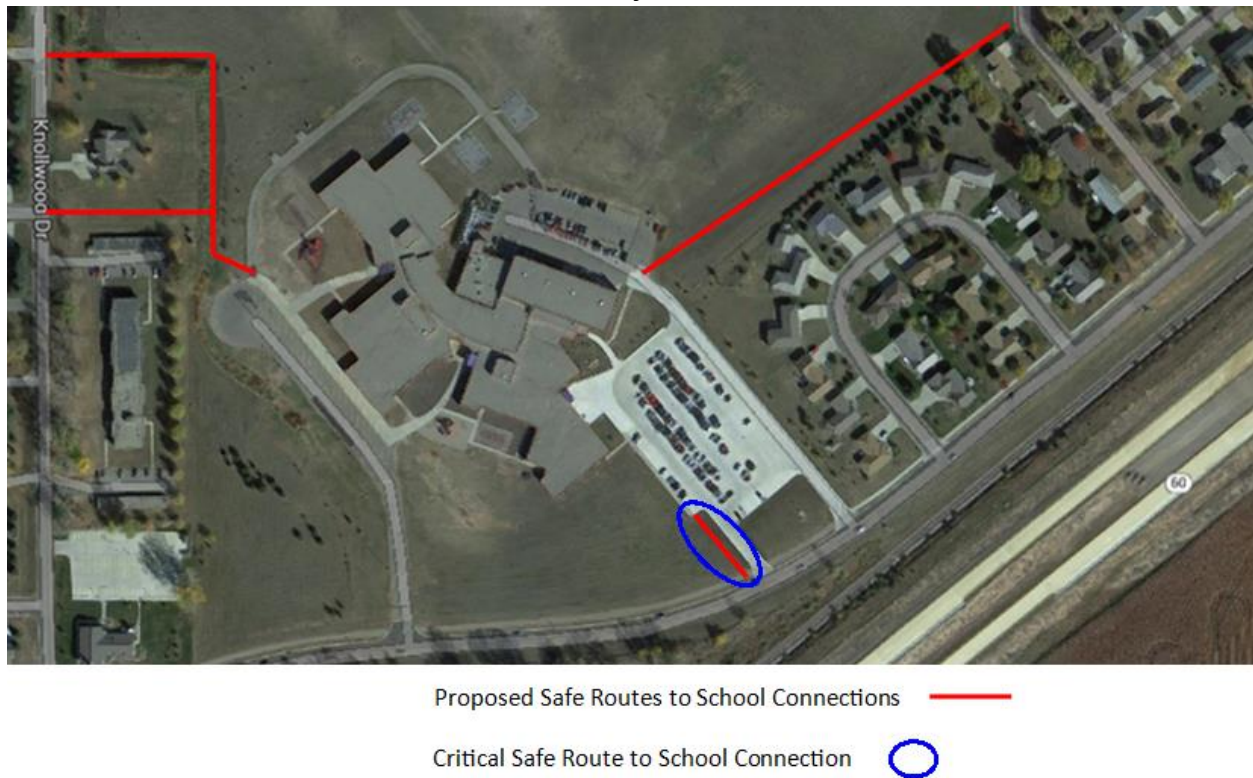 Knollwood Dr
60
Proposed Safe Routes to School Connections
Critical Safe Route to School Connection